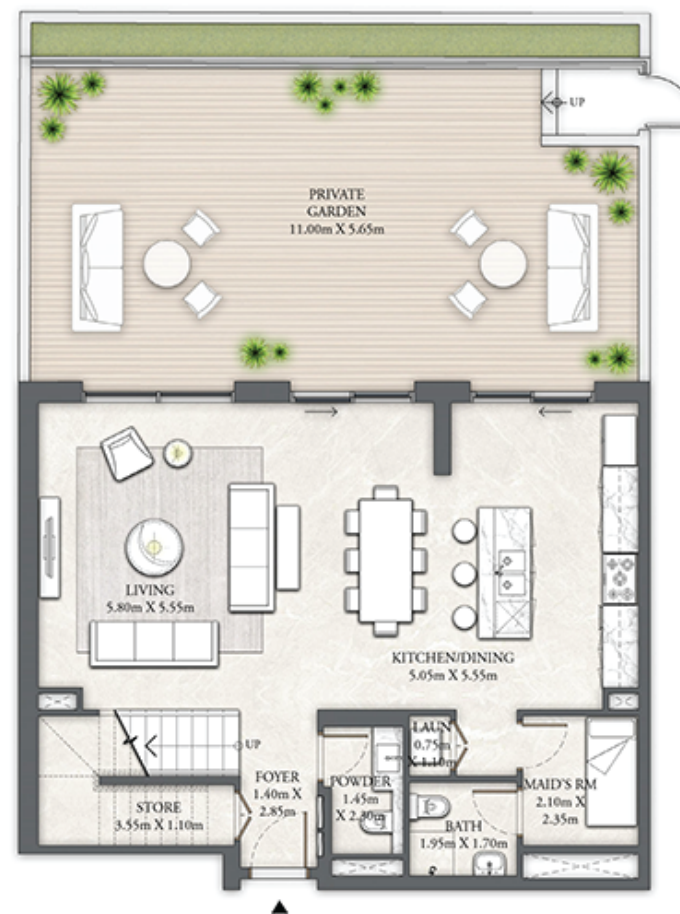 UP
PRIVATE
GARDEN
11.00m X 5.65m
LIVING
5.80m X 5.55m
KITCHEN/DINING
5.05m X 5.55m
UP
FOYER
1.40m X
2.85m
STORE
3.55m X 1.10m
POWDER
1.45m
X 2.30m
LAUN
0.75m
X 1.10m
MAID'S RM
2.10m X
2.35m
BATH
1.95m X 1.70m